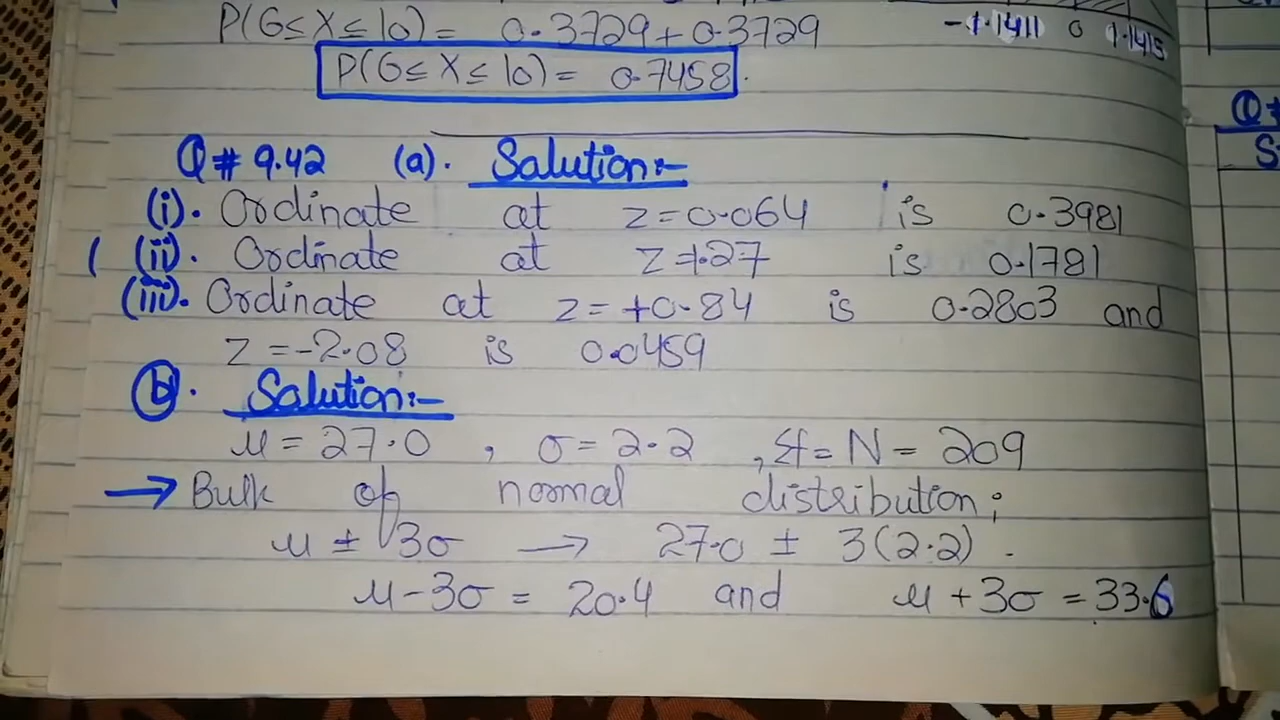 P(6≤X≤10) = 0.3729+0.3729
-1.1411 0 1.1415
P(6≤X≤10) = 0.7458.
Q# 9.42 (a). Salution:-
(i). Ordinate at z=0.064 is 0.3981
(ii). Ordinate at z=1.27 is 0.1781
(iii). Ordinate at z=+0.84 is 0.2803 and
z=-2.08 is 0.0459
(b). Salution:-
μ=27.0 , σ=2.2 , Σf=N=209
→ Bulk of normal distribution;
μ ± 3σ → 27.0 ± 3(2.2).
μ-3σ = 20.4 and μ+3σ = 33.6